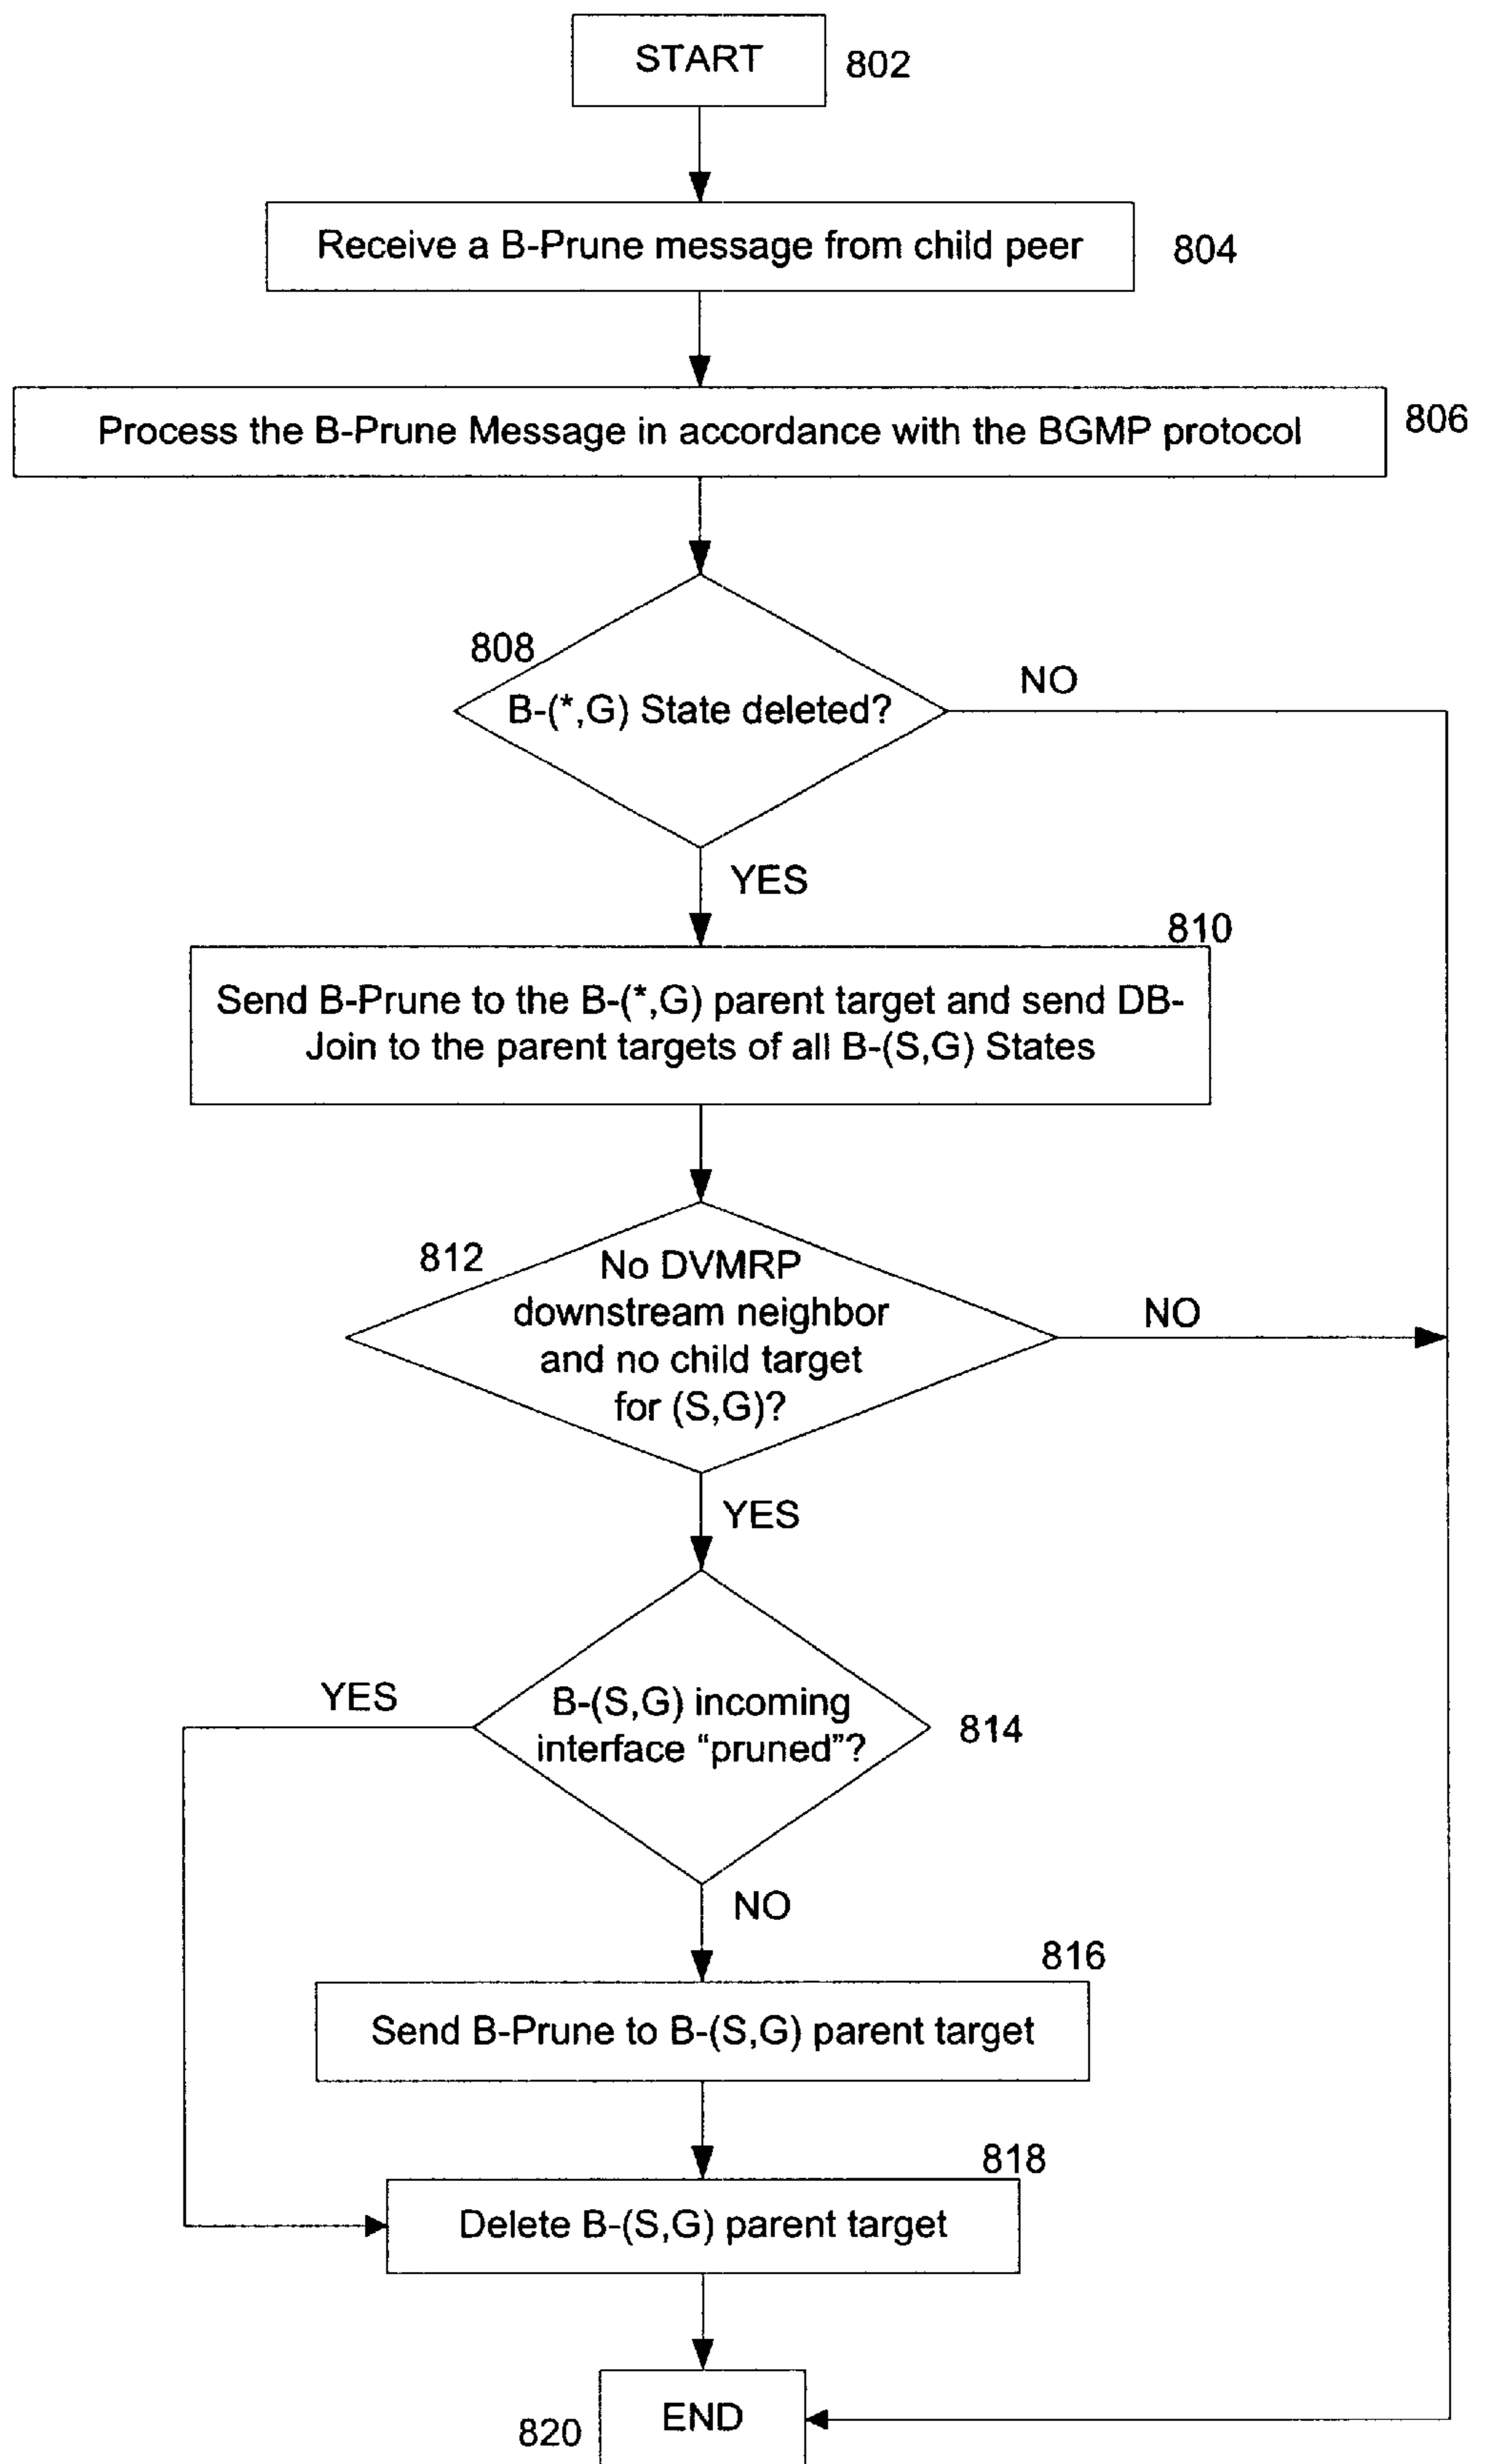 START
802
Receive a B-Prune message from child peer
804
Process the B-Prune Message in accordance with the BGMP protocol
806
808
B-(*,G) State deleted?
NO
YES
810
Send B-Prune to the B-(*,G) parent target and send DB-
Join to the parent targets of all B-(S,G) States
812
No DVMRP
downstream neighbor
and no child target
for (S,G)?
NO
YES
YES
B-(S,G) incoming
interface “pruned”?
814
NO
816
Send B-Prune to B-(S,G) parent target
818
Delete B-(S,G) parent target
820
END